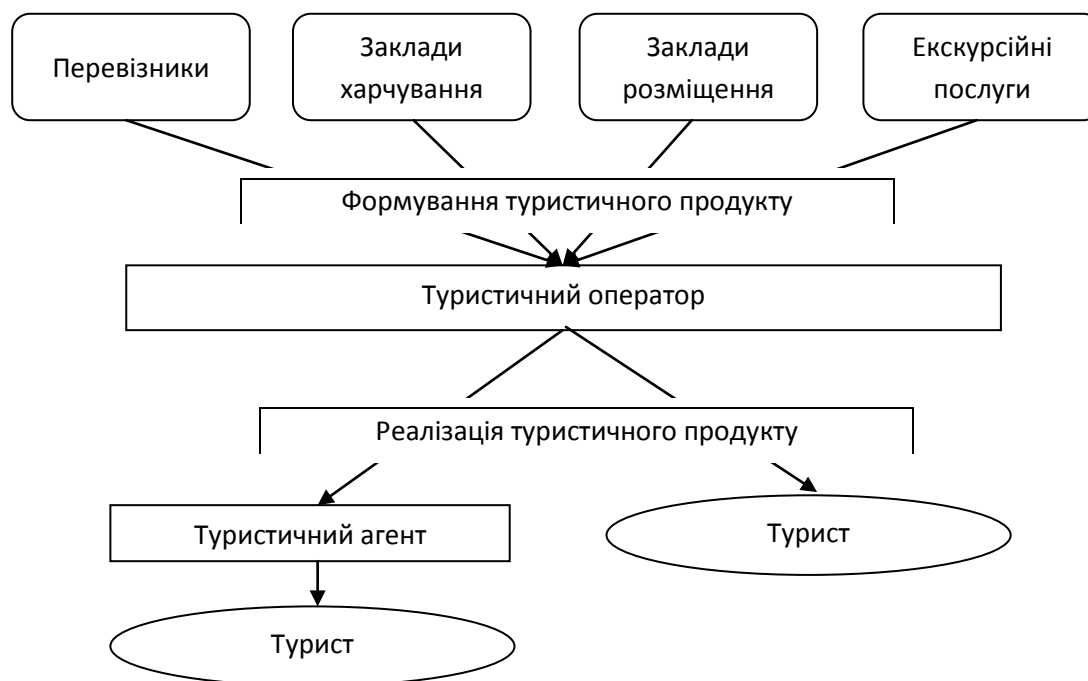 Перевізники
Заклади
харчування
Заклади
розміщення
Екскурсійні
послуги
Формування туристичного продукту
Туристичний оператор
Реалізація туристичного продукту
Туристичний агент
Турист
Турист